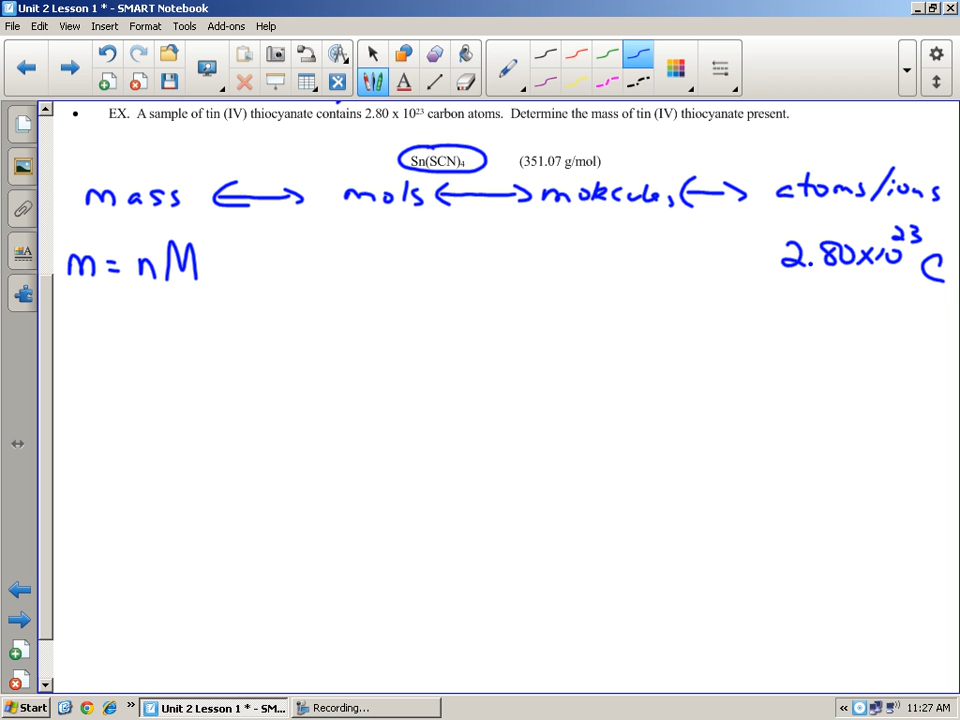 Unit 2 Lesson 1 * - SMART Notebook
File Edit View Insert Format Tools Add-ons Help
• EX. A sample of tin (IV) thiocyanate contains 2.80 x 10²³ carbon atoms. Determine the mass of tin (IV) thiocyanate present.
Sn(SCN)₄ (351.07 g/mol)
mass ⟷ mols ⟷ molecules ⟷ atoms/ions
m = nM 2.80x10²³ C
Start » Unit 2 Lesson 1 * - SM... Recording... « 11:27 AM